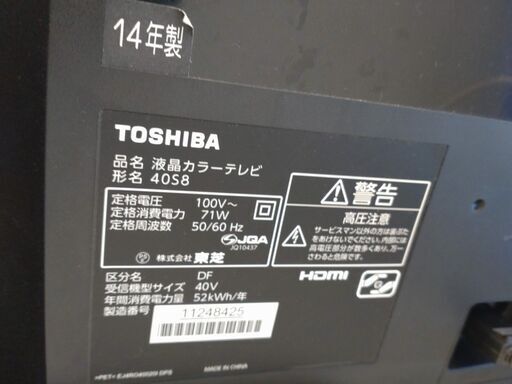 14年製
TOSHIBA
品名 液晶カラーテレビ
形名 40S8
定格電圧 100V～
定格消費電力 71W
定格周波数 50/60 Hz
JQA
JQ10437
株式会社 東芝
警告
高圧注意
サービスマン以外の方は裏ぶた
をあけないでください。
内部には高電圧
部分が数多くあり、万一
さわると危険です。
区分名 DF
受信機型サイズ 40V
年間消費電力量 52kWh/年
製造番号
11248425
HDMI
MADE IN CHINA